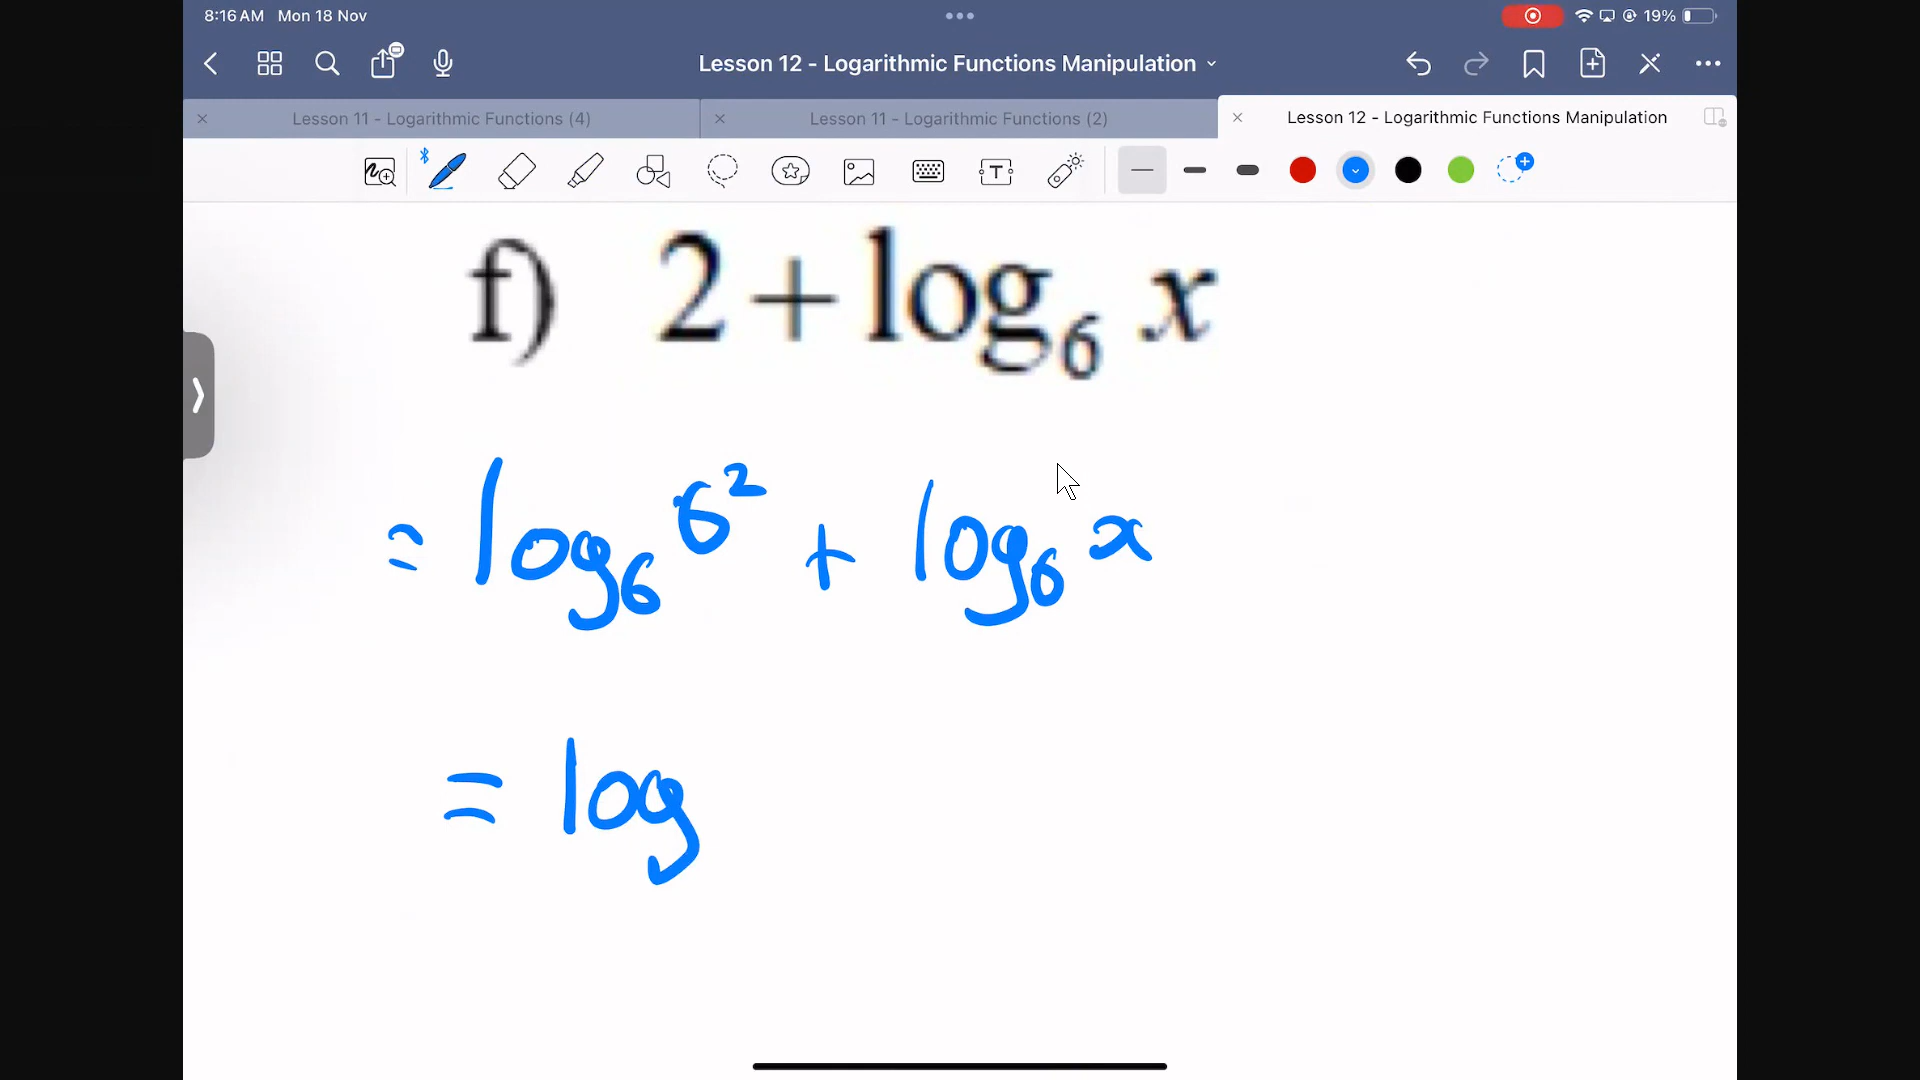 8:16 AM Mon 18 Nov
19%
Lesson 12 - Logarithmic Functions Manipulation
Lesson 11 - Logarithmic Functions (4)
Lesson 11 - Logarithmic Functions (2)
Lesson 12 - Logarithmic Functions Manipulation
T
f) 2 + log₆ x
= log₆ 6² + log₆ x
= log